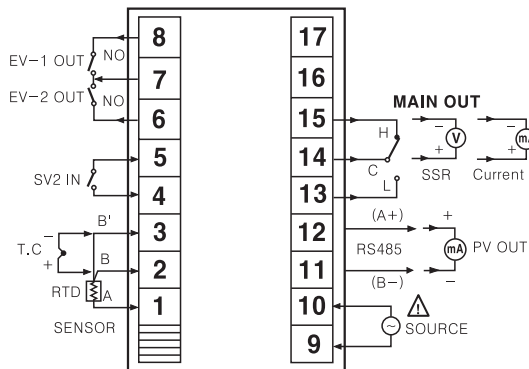 8 17
EV-1 OUT NO
7 16
EV-2 OUT NO
6 15 H MAIN OUT
- V + - mA +
5 14 C SSR Current
SV2 IN
4 13 L
B' 3 12 (A+) +
- T.C + B RS485 mA PV OUT
2 11 (B-) -
RTD A 1 10
SENSOR ~ SOURCE
9